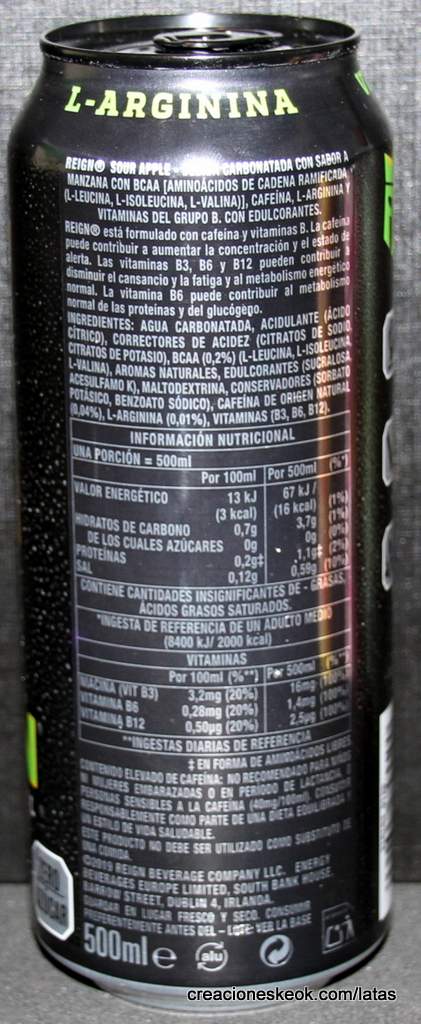 L-ARGININA
REIGN® SOUR APPLE - CARBONATADA CON SABOR A
MANZANA CON BCAA [AMINOÁCIDOS DE CADENA RAMIFICADA
(L-LEUCINA, L-ISOLEUCINA, L-VALINA)], CAFEÍNA, L-ARGININA Y
VITAMINAS DEL GRUPO B. CON EDULCORANTES.
REIGN® está formulado con cafeína y vitaminas B. La cafeína
puede contribuir a aumentar la concentración y el estado de
alerta. Las vitaminas B3, B6 y B12 pueden contribuir a
disminuir el cansancio y la fatiga y al metabolismo energético
normal. La vitamina B6 puede contribuir al metabolismo
normal de las proteínas y del glucógego.
INGREDIENTES: AGUA CARBONATADA, ACIDULANTE (ÁCIDO
CÍTRICO), CORRECTORES DE ACIDEZ (CITRATOS DE SODIO,
CITRATOS DE POTASIO), BCAA (0,2%) (L-LEUCINA, L-ISOLEUCINA,
L-VALINA), AROMAS NATURALES, EDULCORANTES (SUCRALOSA,
ACESULFAMO K), MALTODEXTRINA, CONSERVADORES (SORBATO
POTÁSICO, BENZOATO SÓDICO), CAFEÍNA DE ORIGEN NATURAL
(0,04%), L-ARGININA (0,01%), VITAMINAS (B3, B6, B12).
INFORMACIÓN NUTRICIONAL
UNA PORCIÓN = 500ml
Por 100ml Por 500ml (%*)
VALOR ENERGÉTICO 13 kJ 67 kJ /
(3 kcal) (16 kcal) (1%)
HIDRATOS DE CARBONO 0,7g 3,7g (1%)
DE LOS CUALES AZÚCARES 0g 0g (0%)
PROTEÍNAS 0,2g‡ 1,1g‡ (2%)
SAL 0,12g 0,59g (10%)
CONTIENE CANTIDADES INSIGNIFICANTES DE - GRASAS,
ÁCIDOS GRASOS SATURADOS.
*INGESTA DE REFERENCIA DE UN ADULTO MEDIO
(8400 kJ/ 2000 kcal)
VITAMINAS
Por 100ml (%**) Por 500ml (%**)
NIACINA (VIT B3) 3,2mg (20%) 16mg (100%)
VITAMINA B6 0,28mg (20%) 1,4mg (100%)
VITAMINA B12 0,50µg (20%) 2,5µg (100%)
**INGESTAS DIARIAS DE REFERENCIA
‡ EN FORMA DE AMINOÁCIDOS LIBRES
CONTENIDO ELEVADO DE CAFEÍNA: NO RECOMENDADO PARA NIÑOS
NI MUJERES EMBARAZADAS O EN PERÍODO DE LACTANCIA, O
PERSONAS SENSIBLES A LA CAFEÍNA (40mg/100ml). CONSUMIR
RESPONSABLEMENTE COMO PARTE DE UNA DIETA EQUILIBRADA Y
UN ESTILO DE VIDA SALUDABLE.
ESTE PRODUCTO NO DEBE SER UTILIZADO COMO SUBSTITUTO DE
UNA COMIDA.
©2019 REIGN BEVERAGE COMPANY LLC. ENERGY
BEVERAGES EUROPE LIMITED, SOUTH BANK HOUSE,
BARROW STREET, DUBLIN 4, IRLANDA.
GUARDAR EN LUGAR FRESCO Y SECO. CONSUMIR
PREFERENTEMENTE ANTES DEL - LOTE: VER LA BASE
500ml e alu
ZERO
AZÚCAR
creacioneskeok.com/latas